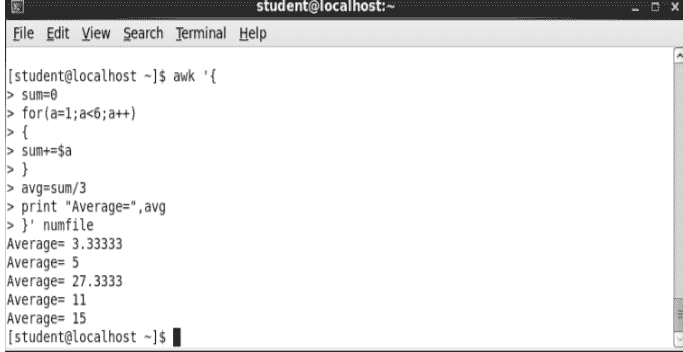 student@localhost:~
File Edit View Search Terminal Help
[student@localhost ~]$ awk '{
> sum=0
> for(a=1;a<6;a++)
> {
> sum+=$a
> }
> avg=sum/3
> print "Average=",avg
> }' numfile
Average= 3.33333
Average= 5
Average= 27.3333
Average= 11
Average= 15
[student@localhost ~]$